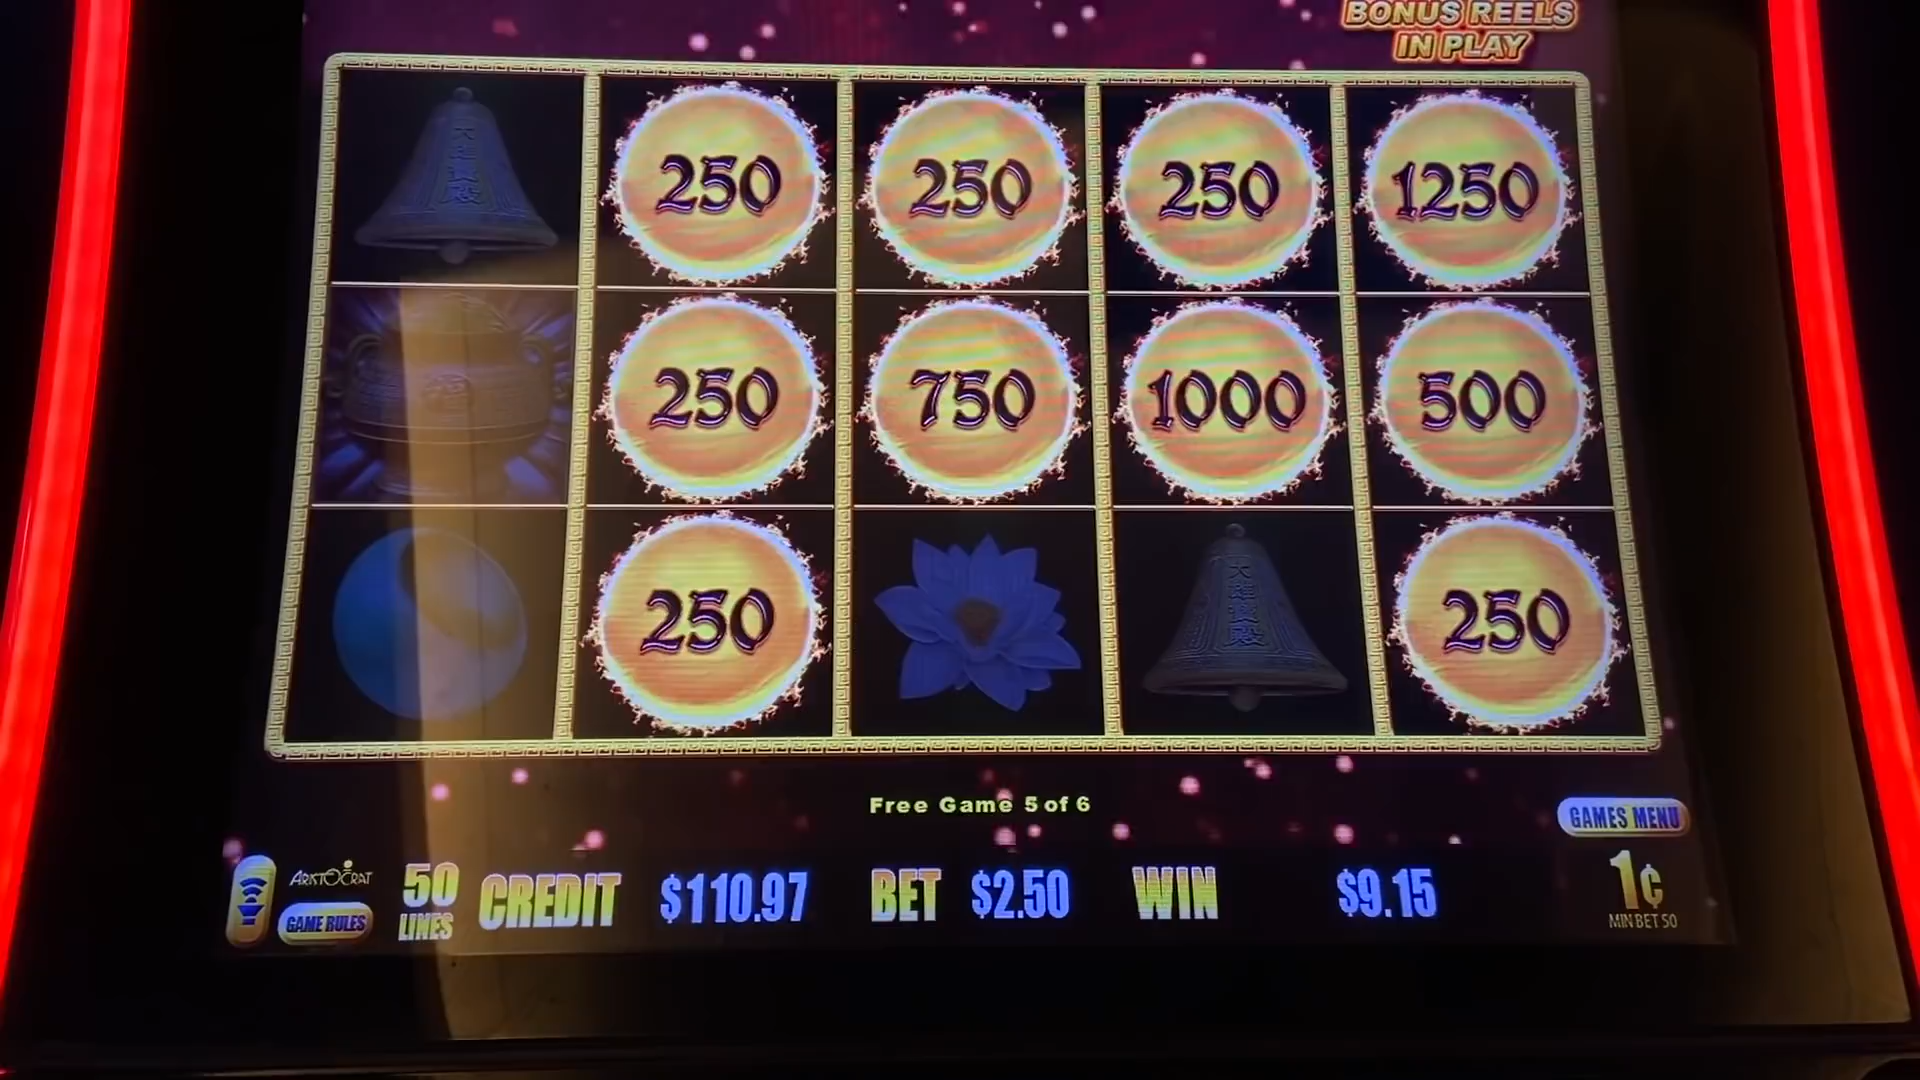 BONUS REELS
IN PLAY
250 250 250 1250
250 750 1000 500
250 250
Free Game 5 of 6
GAMES MENU
ARISTOCRAT
GAME RULES
50
LINES
CREDIT $110.97
BET $2.50
WIN $9.15
1¢
MIN BET 50